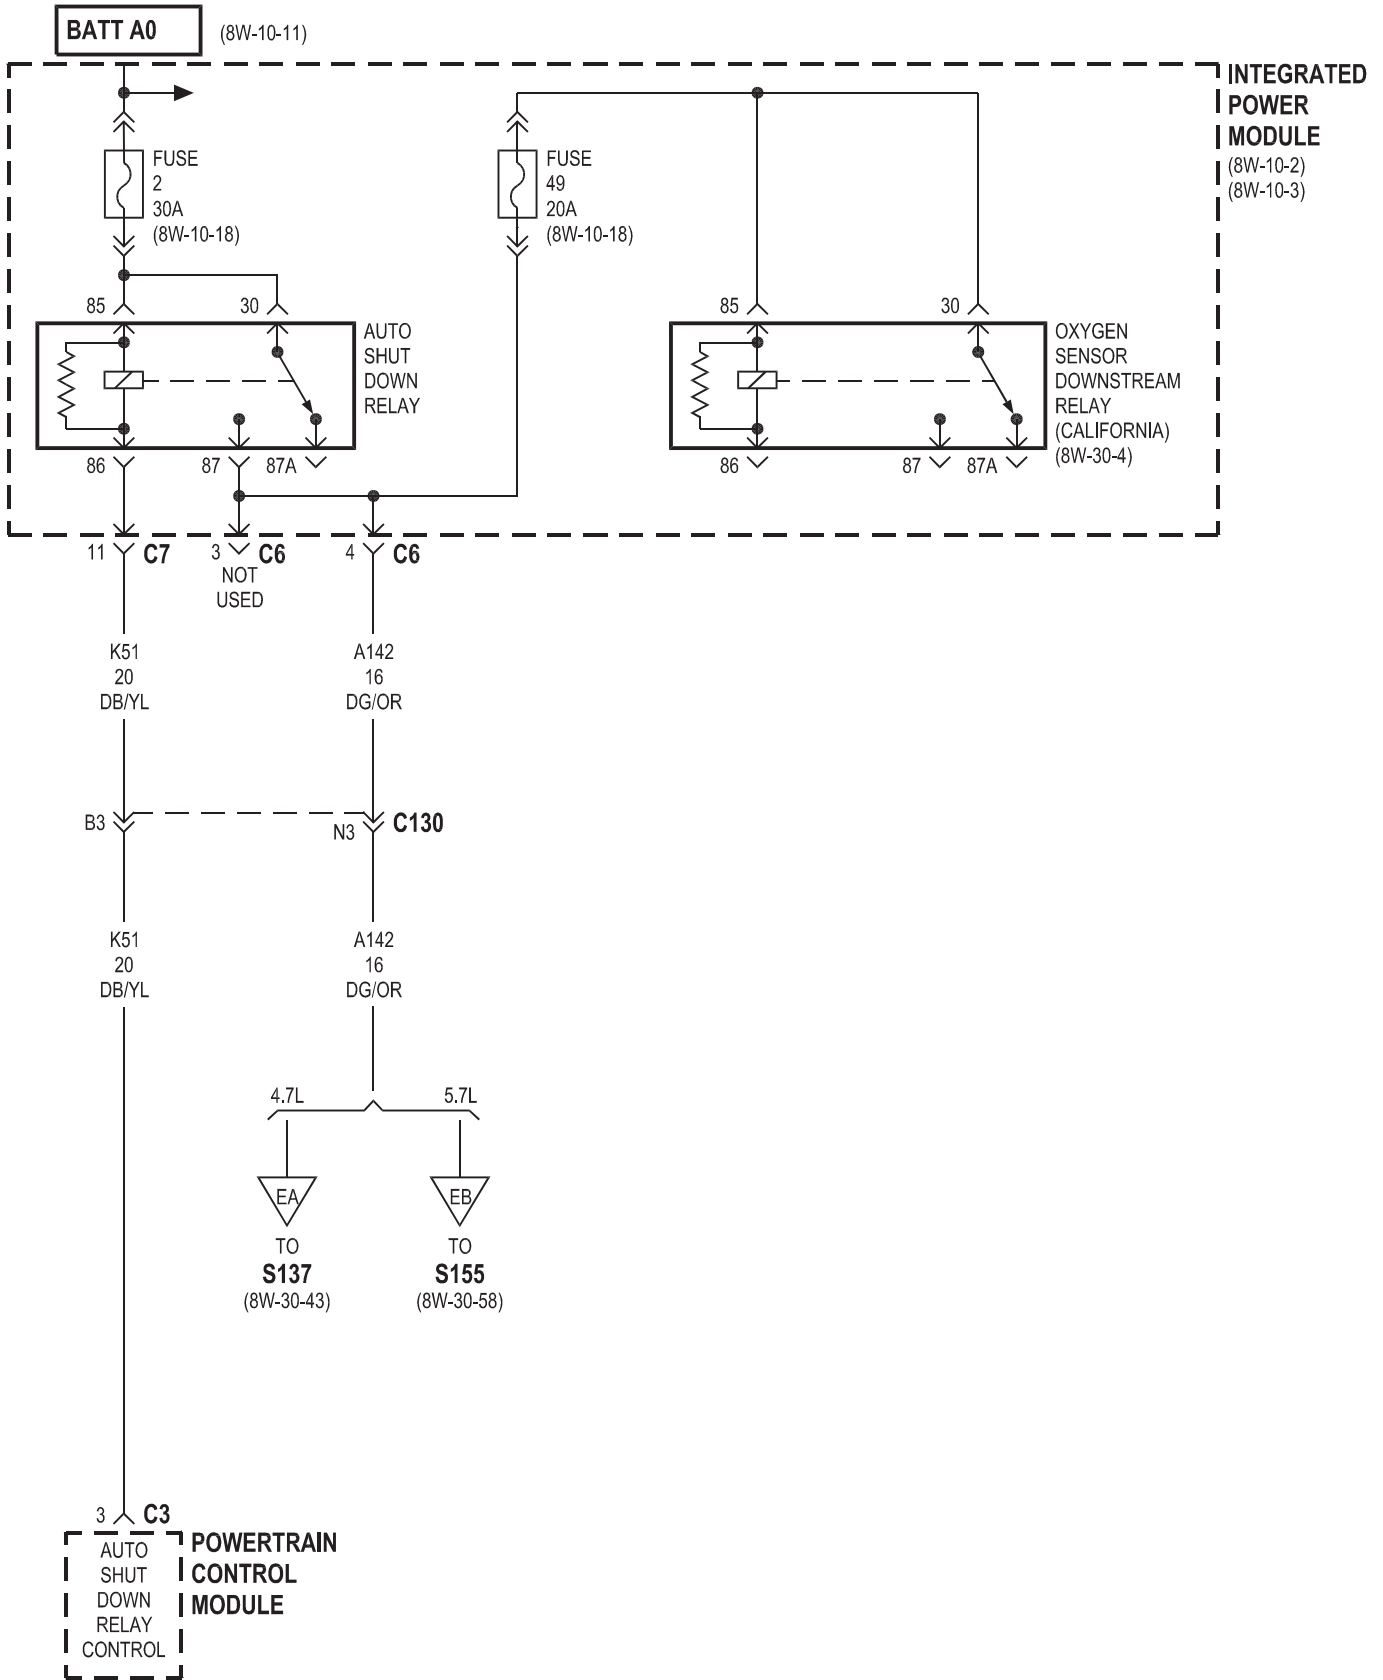 BATT A0
(8W-10-11)
INTEGRATED
POWER
MODULE
(8W-10-2)
(8W-10-3)
FUSE
2
30A
(8W-10-18)
FUSE
49
20A
(8W-10-18)
85
30
AUTO
SHUT
DOWN
RELAY
86
87
87A
85
30
OXYGEN
SENSOR
DOWNSTREAM
RELAY
(CALIFORNIA)
(8W-30-4)
86
87
87A
11
C7
3
C6
NOT
USED
4
C6
K51
20
DB/YL
A142
16
DG/OR
B3
N3
C130
K51
20
DB/YL
A142
16
DG/OR
4.7L
5.7L
EA
EB
TO
S137
(8W-30-43)
TO
S155
(8W-30-58)
3
C3
AUTO
SHUT
DOWN
RELAY
CONTROL
POWERTRAIN
CONTROL
MODULE